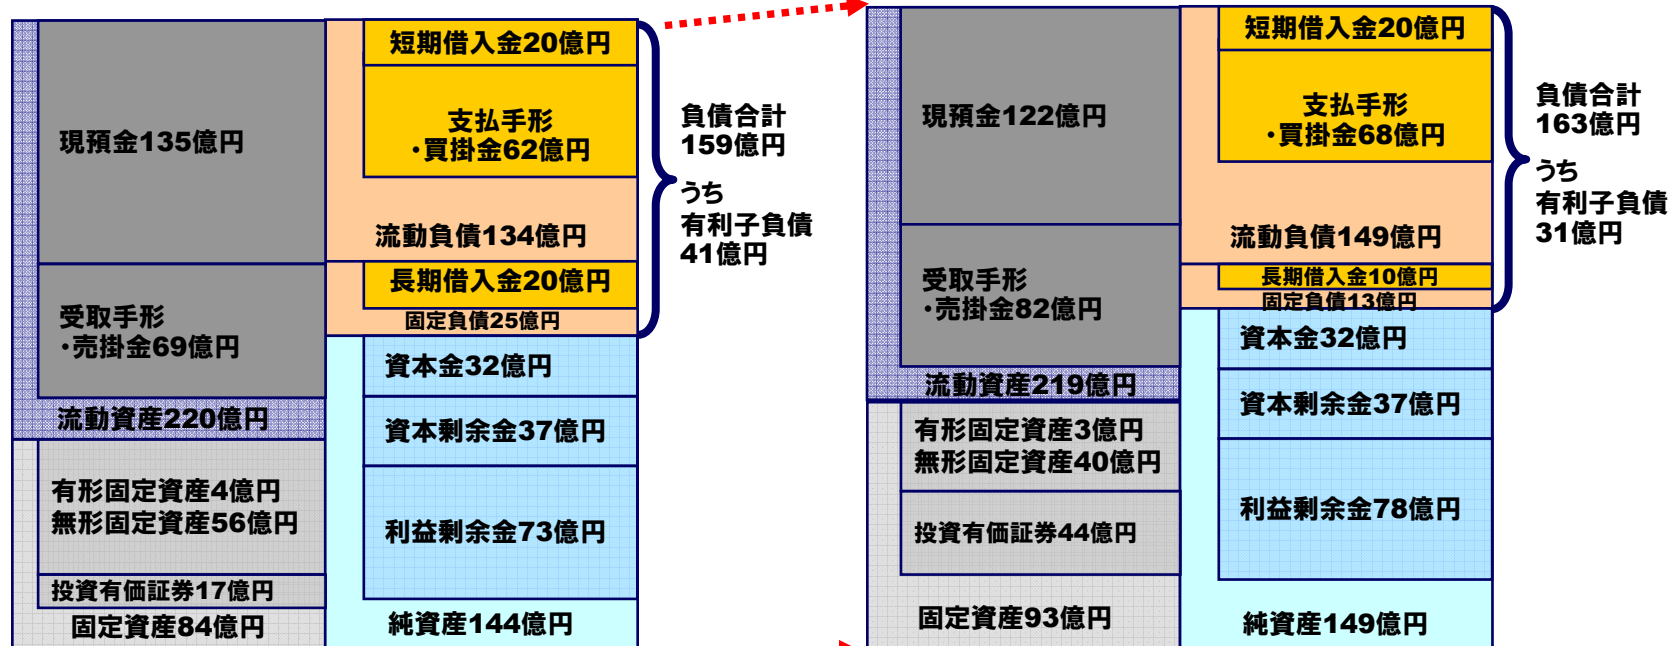 現預金135億円
受取手形
・売掛金69億円
流動資産220億円
有形固定資産4億円
無形固定資産56億円
投資有価証券17億円
固定資産84億円
短期借入金20億円
支払手形
・買掛金62億円
流動負債134億円
長期借入金20億円
固定負債25億円
資本金32億円
資本剰余金37億円
利益剰余金73億円
純資産144億円
負債合計
159億円
うち
有利子負債
41億円
現預金122億円
受取手形
・売掛金82億円
流動資産219億円
有形固定資産3億円
無形固定資産40億円
投資有価証券44億円
固定資産93億円
短期借入金20億円
支払手形
・買掛金68億円
流動負債149億円
長期借入金10億円
固定負債13億円
資本金32億円
資本剰余金37億円
利益剰余金78億円
純資産149億円
負債合計
163億円
うち
有利子負債
31億円